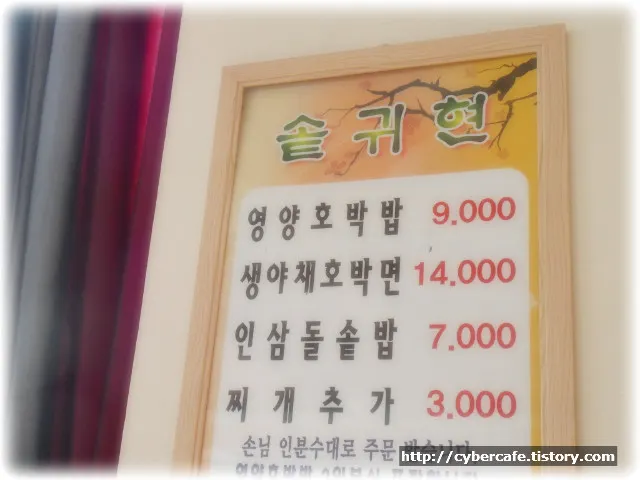 솥귀현
영양호박밥 9.000
생야채호박면 14.000
인삼돌솥밥 7.000
찌개추가 3.000
손님 인분수대로 주문
http://cybercafe.tistory.com